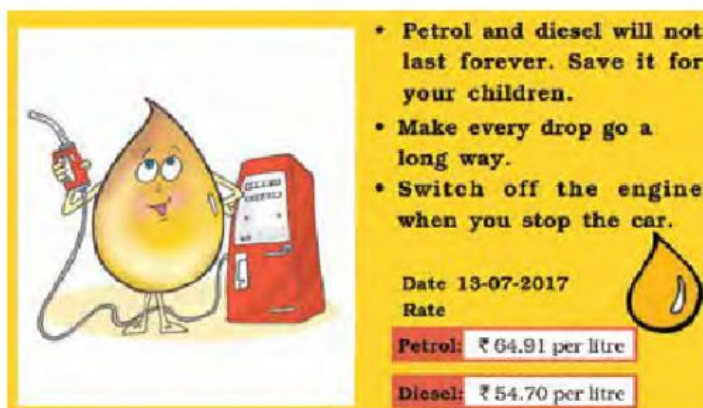 • Petrol and diesel will not
last forever. Save it for
your children.
• Make every drop go a
long way.
• Switch off the engine
when you stop the car.
Date 13-07-2017
Rate
Petrol: ₹ 64.91 per litre
Diesel: ₹ 54.70 per litre